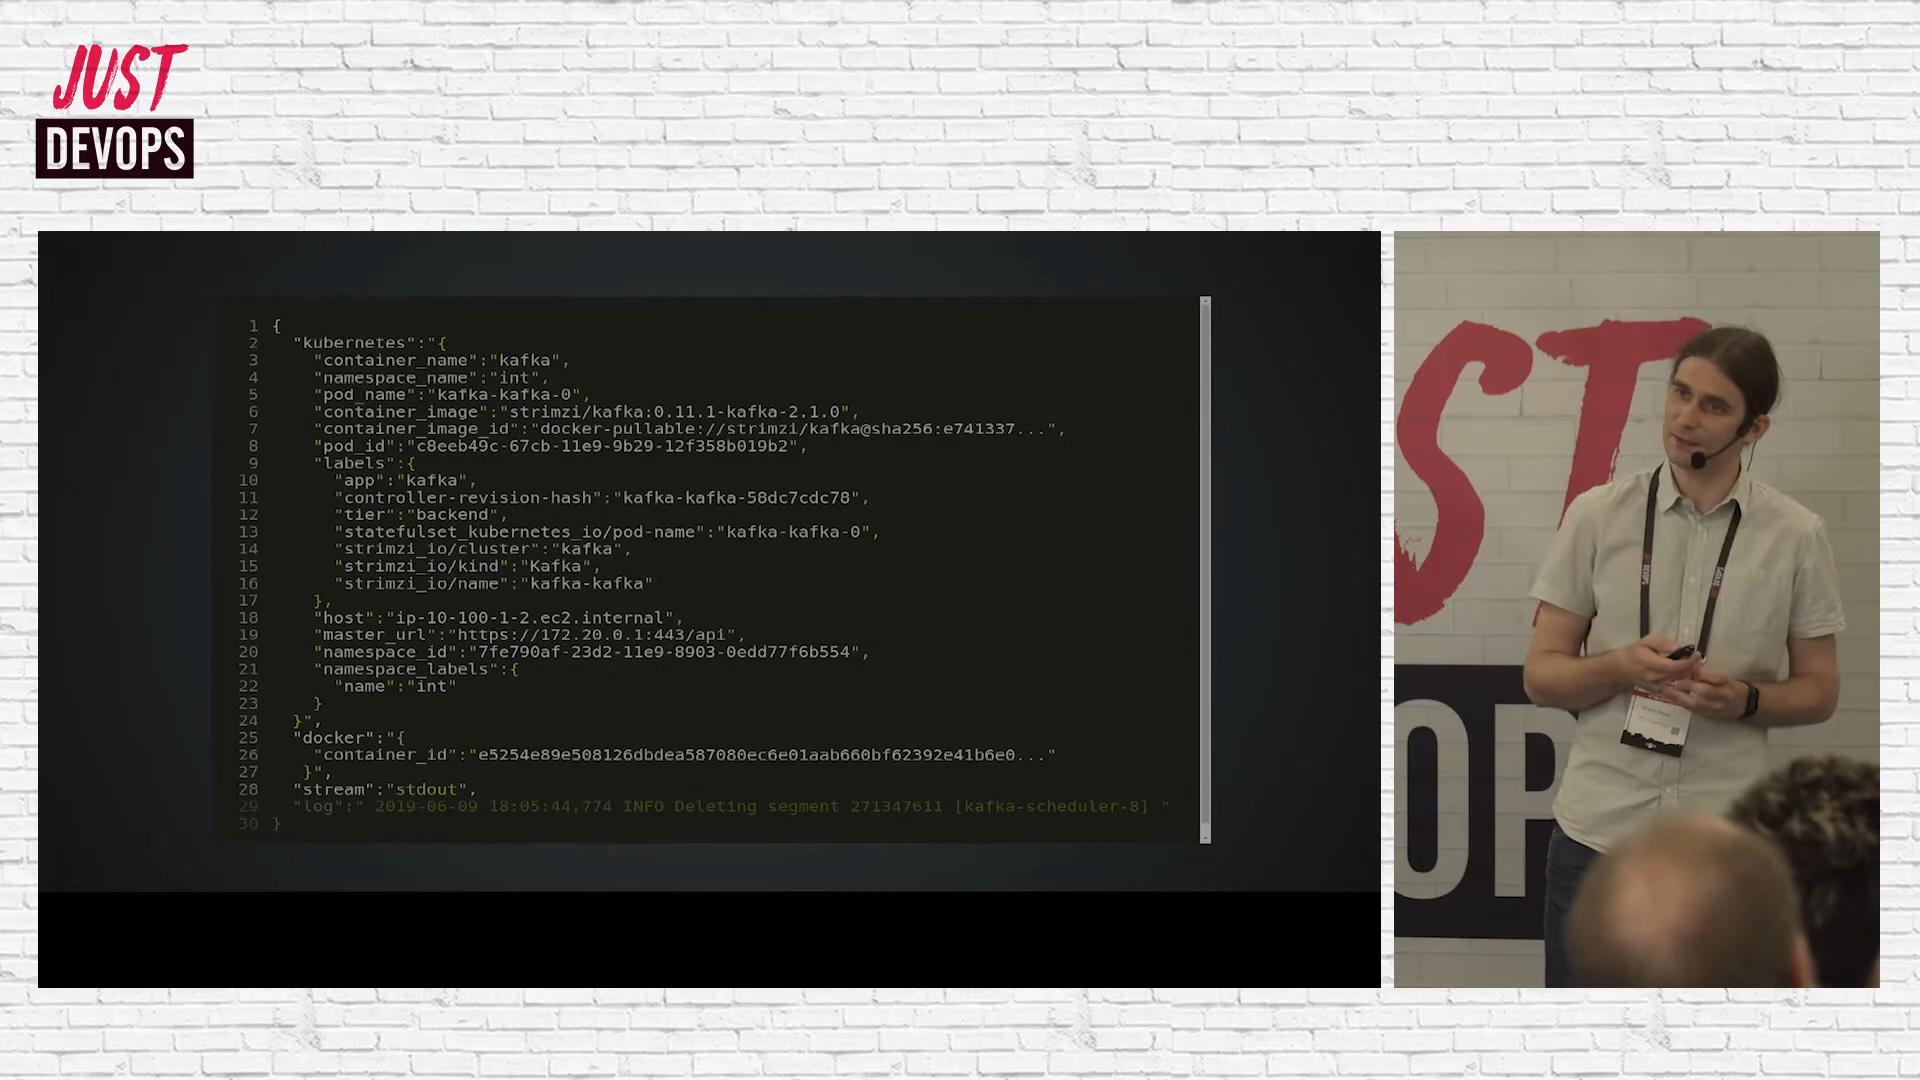 JUST
DEVOPS
1 {
2 "kubernetes":"{
3 "container_name":"kafka",
4 "namespace_name":"int",
5 "pod_name":"kafka-kafka-0",
6 "container_image":"strimzi/kafka:0.11.1-kafka-2.1.0",
7 "container_image_id":"docker-pullable://strimzi/kafka@sha256:e741337...",
8 "pod_id":"c8eeb49c-67cb-11e9-9b29-12f358b019b2",
9 "labels":{
10 "app":"kafka",
11 "controller-revision-hash":"kafka-kafka-58dc7cdc78",
12 "tier":"backend",
13 "statefulset_kubernetes_io/pod-name":"kafka-kafka-0",
14 "strimzi_io/cluster":"kafka",
15 "strimzi_io/kind":"Kafka",
16 "strimzi_io/name":"kafka-kafka"
17 },
18 "host":"ip-10-100-1-2.ec2.internal",
19 "master_url":"https://172.20.0.1:443/api",
20 "namespace_id":"7fe790af-23d2-11e9-8903-0edd77f6b554",
21 "namespace_labels":{
22 "name":"int"
23 }
24 }",
25 "docker":"{
26 "container_id":"e5254e89e508126dbdea587080ec6e01aab660bf62392e41b6e0..."
27 }",
28 "stream":"stdout",
29 "log":" 2019-06-09 18:05:44,774 INFO Deleting segment 271347611 [kafka-scheduler-8] "
30 }
ST
OP